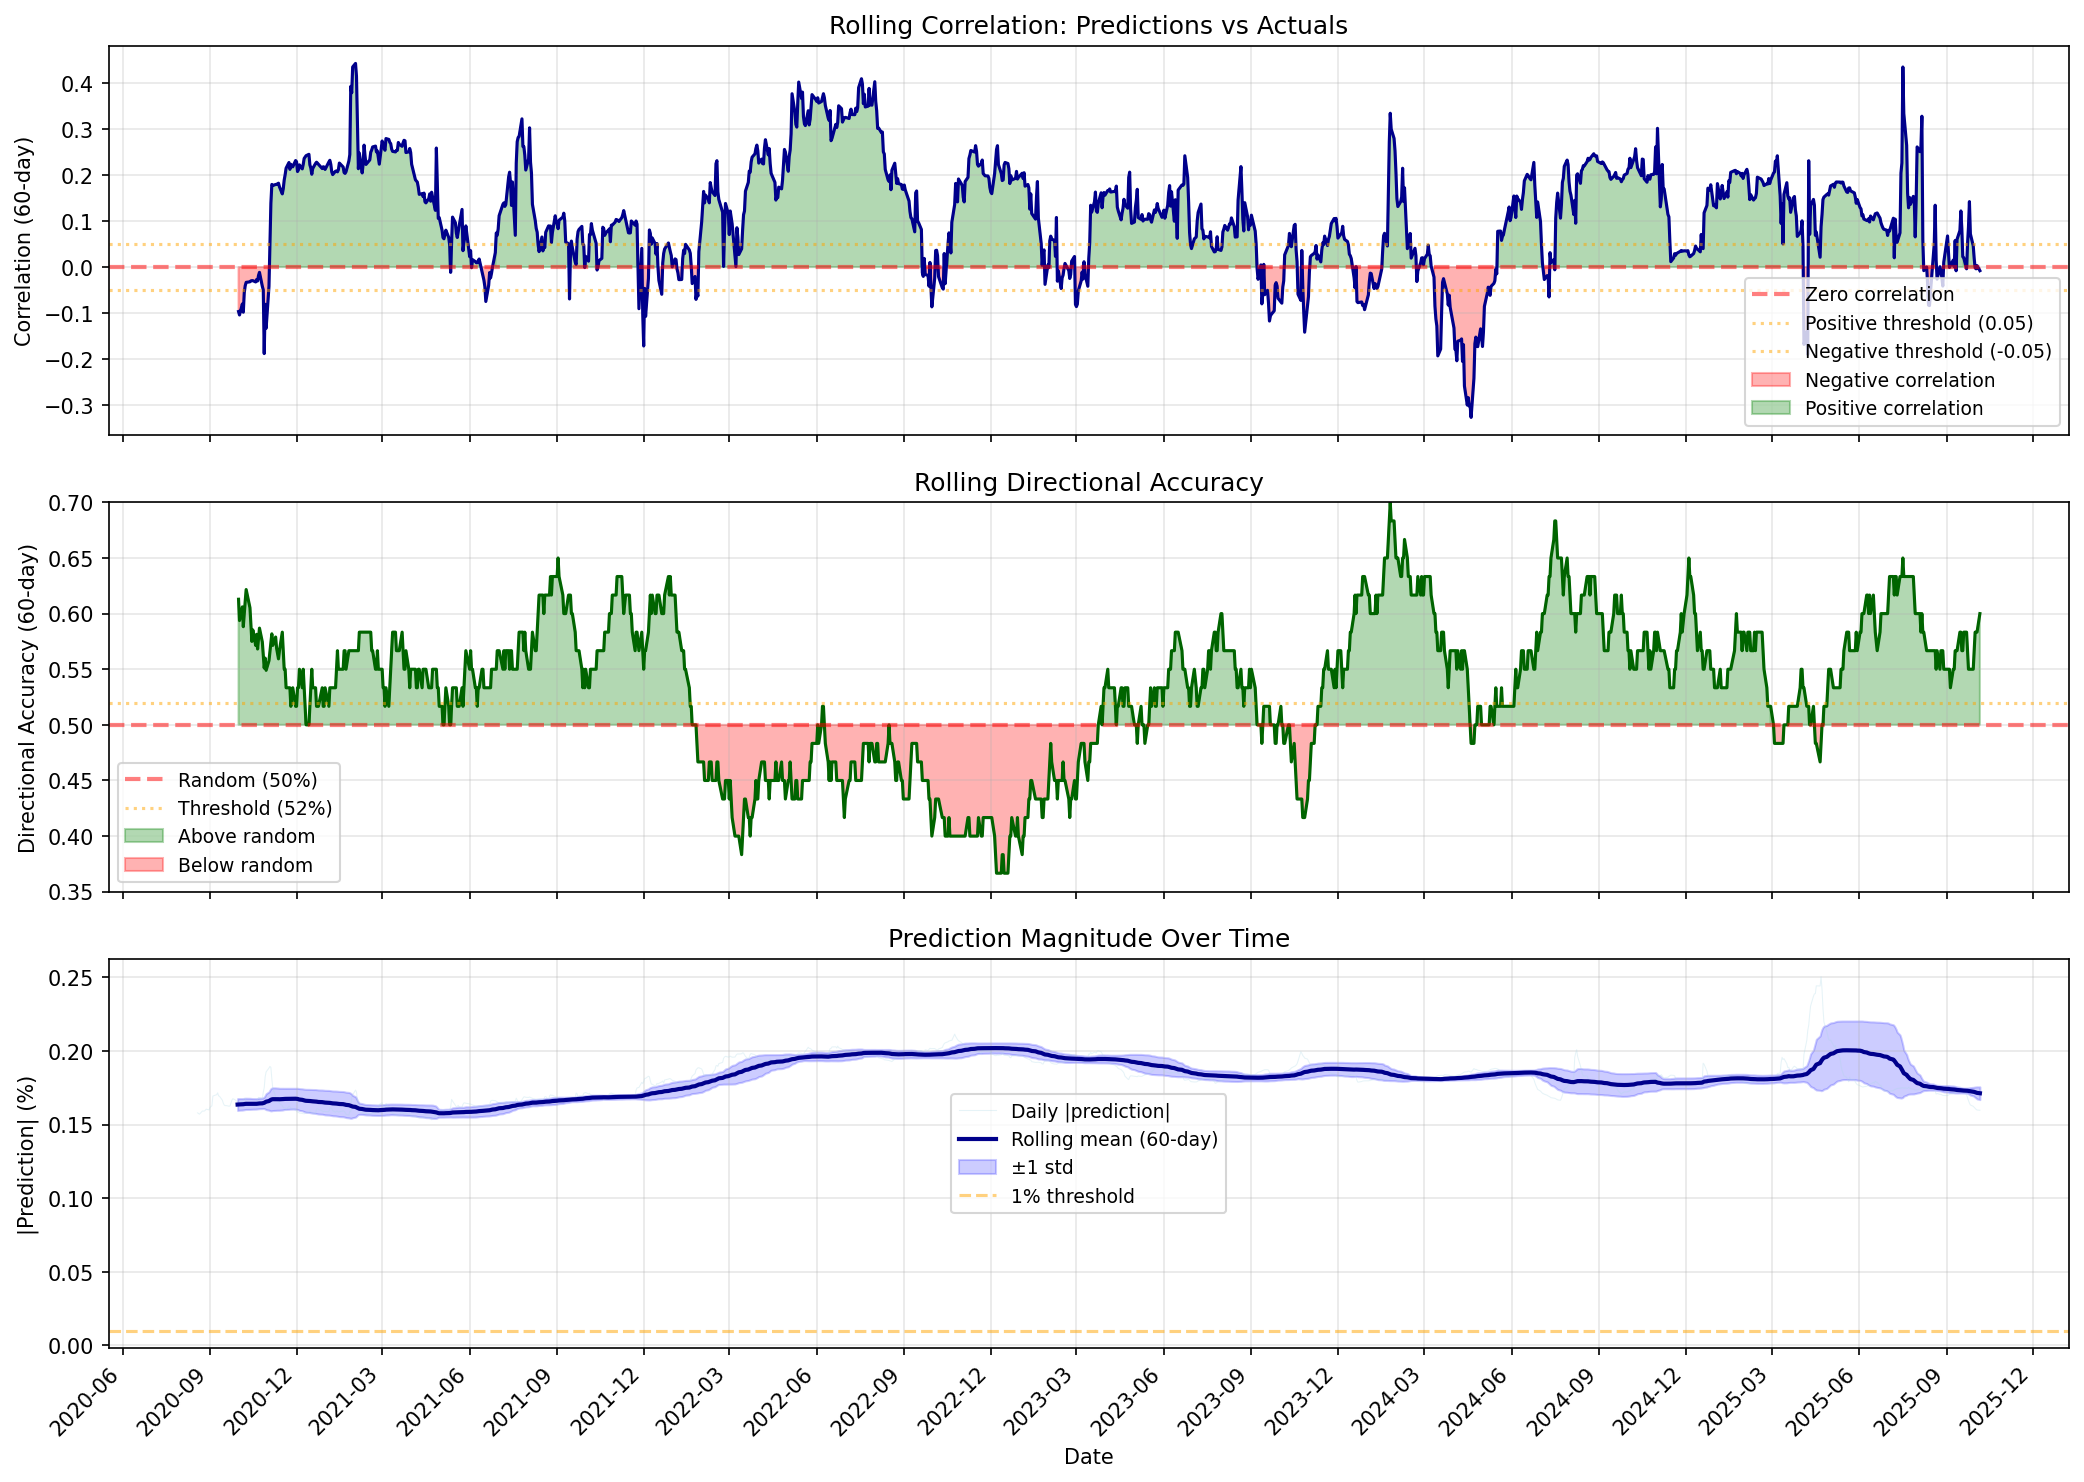 Rolling Correlation: Predictions vs Actuals
Correlation (60-day)
0.4
0.3
0.2
0.1
0.0
−0.1
−0.2
−0.3
Zero correlation
Positive threshold (0.05)
Negative threshold (-0.05)
Negative correlation
Positive correlation
Rolling Directional Accuracy
Directional Accuracy (60-day)
0.70
0.65
0.60
0.55
0.50
0.45
0.40
0.35
Random (50%)
Threshold (52%)
Above random
Below random
Prediction Magnitude Over Time
|Prediction| (%)
0.25
0.20
0.15
0.10
0.05
0.00
Daily |prediction|
Rolling mean (60-day)
±1 std
1% threshold
2020-06
2020-09
2020-12
2021-03
2021-06
2021-09
2021-12
2022-03
2022-06
2022-09
2022-12
2023-03
2023-06
2023-09
2023-12
2024-03
2024-06
2024-09
2024-12
2025-03
2025-06
2025-09
2025-12
Date